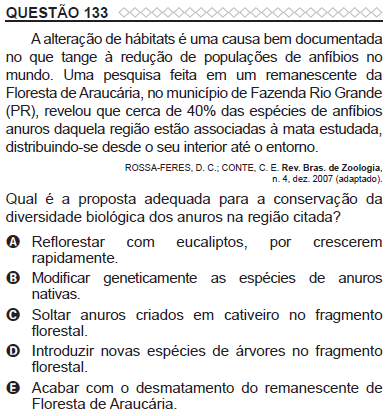 QUESTÃO 133
A alteração de hábitats é uma causa bem documentada
no que tange à redução de populações de anfíbios no
mundo. Uma pesquisa feita em um remanescente da
Floresta de Araucária, no município de Fazenda Rio Grande
(PR), revelou que cerca de 40% das espécies de anfíbios
anuros daquela região estão associadas à mata estudada,
distribuindo-se desde o seu interior até o entorno.
ROSSA-FERES, D. C.; CONTE, C. E. Rev. Bras. de Zoologia,
n. 4, dez. 2007 (adaptado).
Qual é a proposta adequada para a conservação da
diversidade biológica dos anuros na região citada?
A Reflorestar com eucaliptos, por crescerem
rapidamente.
B Modificar geneticamente as espécies de anuros
nativas.
C Soltar anuros criados em cativeiro no fragmento
florestal.
D Introduzir novas espécies de árvores no fragmento
florestal.
E Acabar com o desmatamento do remanescente de
Floresta de Araucária.